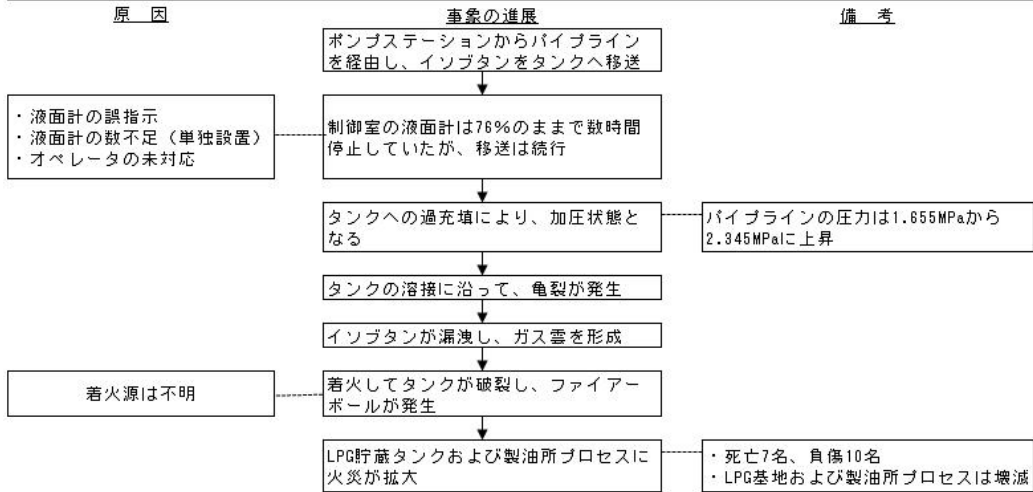 原　因
事象の進展
備　考
ポンプステーションからパイプライン
を経由し、イソブタンをタンクへ移送
・液面計の誤指示
・液面計の数不足（単独設置）
・オペレータの未対応
制御室の液面計は76%のままで数時間
停止していたが、移送は続行
タンクへの過充填により、加圧状態と
なる
パイプラインの圧力は1.655MPaから
2.345MPaに上昇
タンクの溶接に沿って、亀裂が発生
イソブタンが漏洩し、ガス雲を形成
着火源は不明
着火してタンクが破裂し、ファイアー
ボールが発生
LPG貯蔵タンクおよび製油所プロセスに
火災が拡大
・死亡7名、負傷10名
・LPG基地および製油所プロセスは壊滅